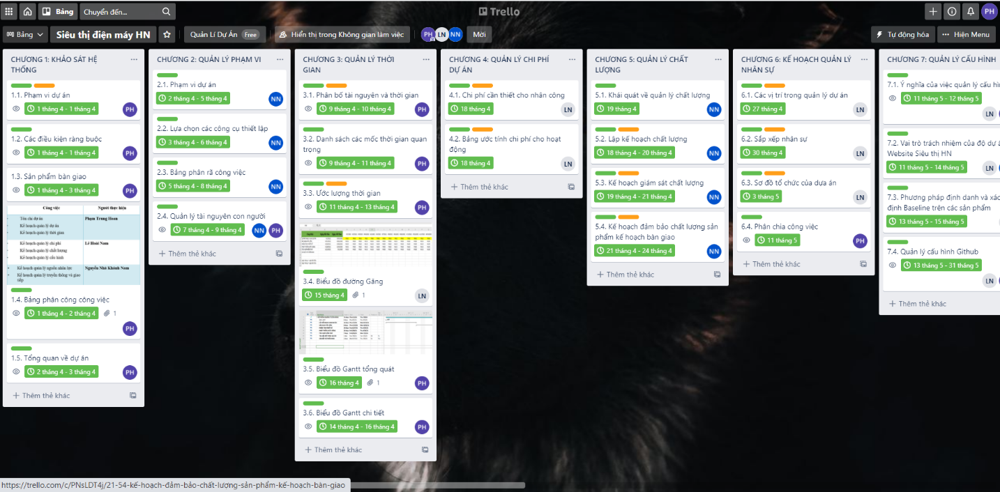 Bảng
Chuyển đến...
Trello
PH
Bảng
Siêu thị điện máy HN
Quản Lí Dự Án Free
Hiển thị trong Không gian làm việc
PH LN NN
Mời
Tự động hóa
Hiện Menu
CHƯƠNG 1: KHẢO SÁT HỆ
THỐNG
1.1. Phạm vi dự án
1 tháng 4 - 1 tháng 4
PH
1.2. Các điều kiện ràng buộc
1 tháng 4 - 1 tháng 4
PH
1.3. Sản phẩm bàn giao
1 tháng 4 - 3 tháng 4
PH
Công việc Người thực hiện
Tên chi dự án Phạm Trung Hoan
Kế hoạch quản lý dự án
Kế hoạch quản lý thời gian
Kế hoạch quản lý chi phí Lê Hoài Nam
Kế hoạch quản lý chất lượng
Kế hoạch quản lý cấu hình
Kế hoạch quản lý nguồn nhân lực Nguyễn Nhả Khánh Nam
Kế hoạch quản lý truyền thông và giao
tiếp
1.4. Bảng phân công công việc
1 tháng 4 - 2 tháng 4 1
PH
1.5. Tổng quan về dự án
2 tháng 4 - 3 tháng 4
PH
Thêm thẻ khác
CHƯƠNG 2: QUẢN LÝ PHẠM VI
2.1. Phạm vi dự án
2 tháng 4 - 5 tháng 4
NN
2.2. Lựa chọn các công cụ thiết lập
3 tháng 4 - 6 tháng 4
NN
2.3. Bảng phân rã công việc
5 tháng 4 - 8 tháng 4
NN
2.4. Quản lý tài nguyên con người
7 tháng 4 - 9 tháng 4
NN PH
Thêm thẻ khác
CHƯƠNG 3: QUẢN LÝ THỜI
GIAN
3.1. Phân bổ tài nguyên và thời gian
9 tháng 4 - 10 tháng 4
PH
3.2. Danh sách các mốc thời gian quan
trọng
9 tháng 4 - 11 tháng 4
PH
3.3. Ước lượng thời gian
11 tháng 4 - 13 tháng 4
PH
3.4. Biểu đồ đường Găng
15 tháng 4 1
LN
3.5. Biểu đồ Gantt tổng quát
16 tháng 4 1
PH
3.6. Biểu đồ Gantt chi tiết
14 tháng 4 - 16 tháng 4
PH
Thêm thẻ khác
CHƯƠNG 4: QUẢN LÝ CHI PHÍ
DỰ ÁN
4.1. Chi phí cần thiết cho nhân công
18 tháng 4
LN
4.2. Bảng ước tính chi phí cho hoạt
động
18 tháng 4
LN
Thêm thẻ khác
CHƯƠNG 5: QUẢN LÝ CHẤT
LƯỢNG
5.1. Khái quát về quản lý chất lượng
19 tháng 4
NN
5.2. Lập kế hoạch chất lượng
18 tháng 4 - 20 tháng 4
NN
5.3. Kế hoạch giám sát chất lượng
19 tháng 4 - 21 tháng 4
NN
5.4. Kế hoạch đảm bảo chất lượng sản
phẩm kế hoạch bàn giao
21 tháng 4 - 24 tháng 4
NN
Thêm thẻ khác
CHƯƠNG 6: KẾ HOẠCH QUẢN LÝ
NHÂN SỰ
6.1. Các vị trí trong quản lý dự án
27 tháng 4
LN
6.2. Sắp xếp nhân sự
30 tháng 4
LN
6.3. Sơ đồ tổ chức của dựa án
3 tháng 5
LN
6.4. Phân chia công việc
11 tháng 5
PH
Thêm thẻ khác
CHƯƠNG 7: QUẢN LÝ CẤU HÌNH
7.1. Ý nghĩa của việc quản lý cấu
11 tháng 5 - 12 tháng 5
LN
7.2. Vai trò trách nhiệm của độ dự
Website Siêu thị HN
11 tháng 5 - 14 tháng 5
LN
7.3. Phương pháp định danh và xác
định Baseline trên các sản phẩm
13 tháng 5 - 15 tháng 5
7.4. Quản lý cấu hình Github
13 tháng 5 - 31 tháng 5
LN
Thêm thẻ khác
https://trello.com/c/PNsLDT4j/21-54-kế-hoạch-đảm-bảo-chất-lượng-sản-phẩm-kế-hoạch-bàn-giao